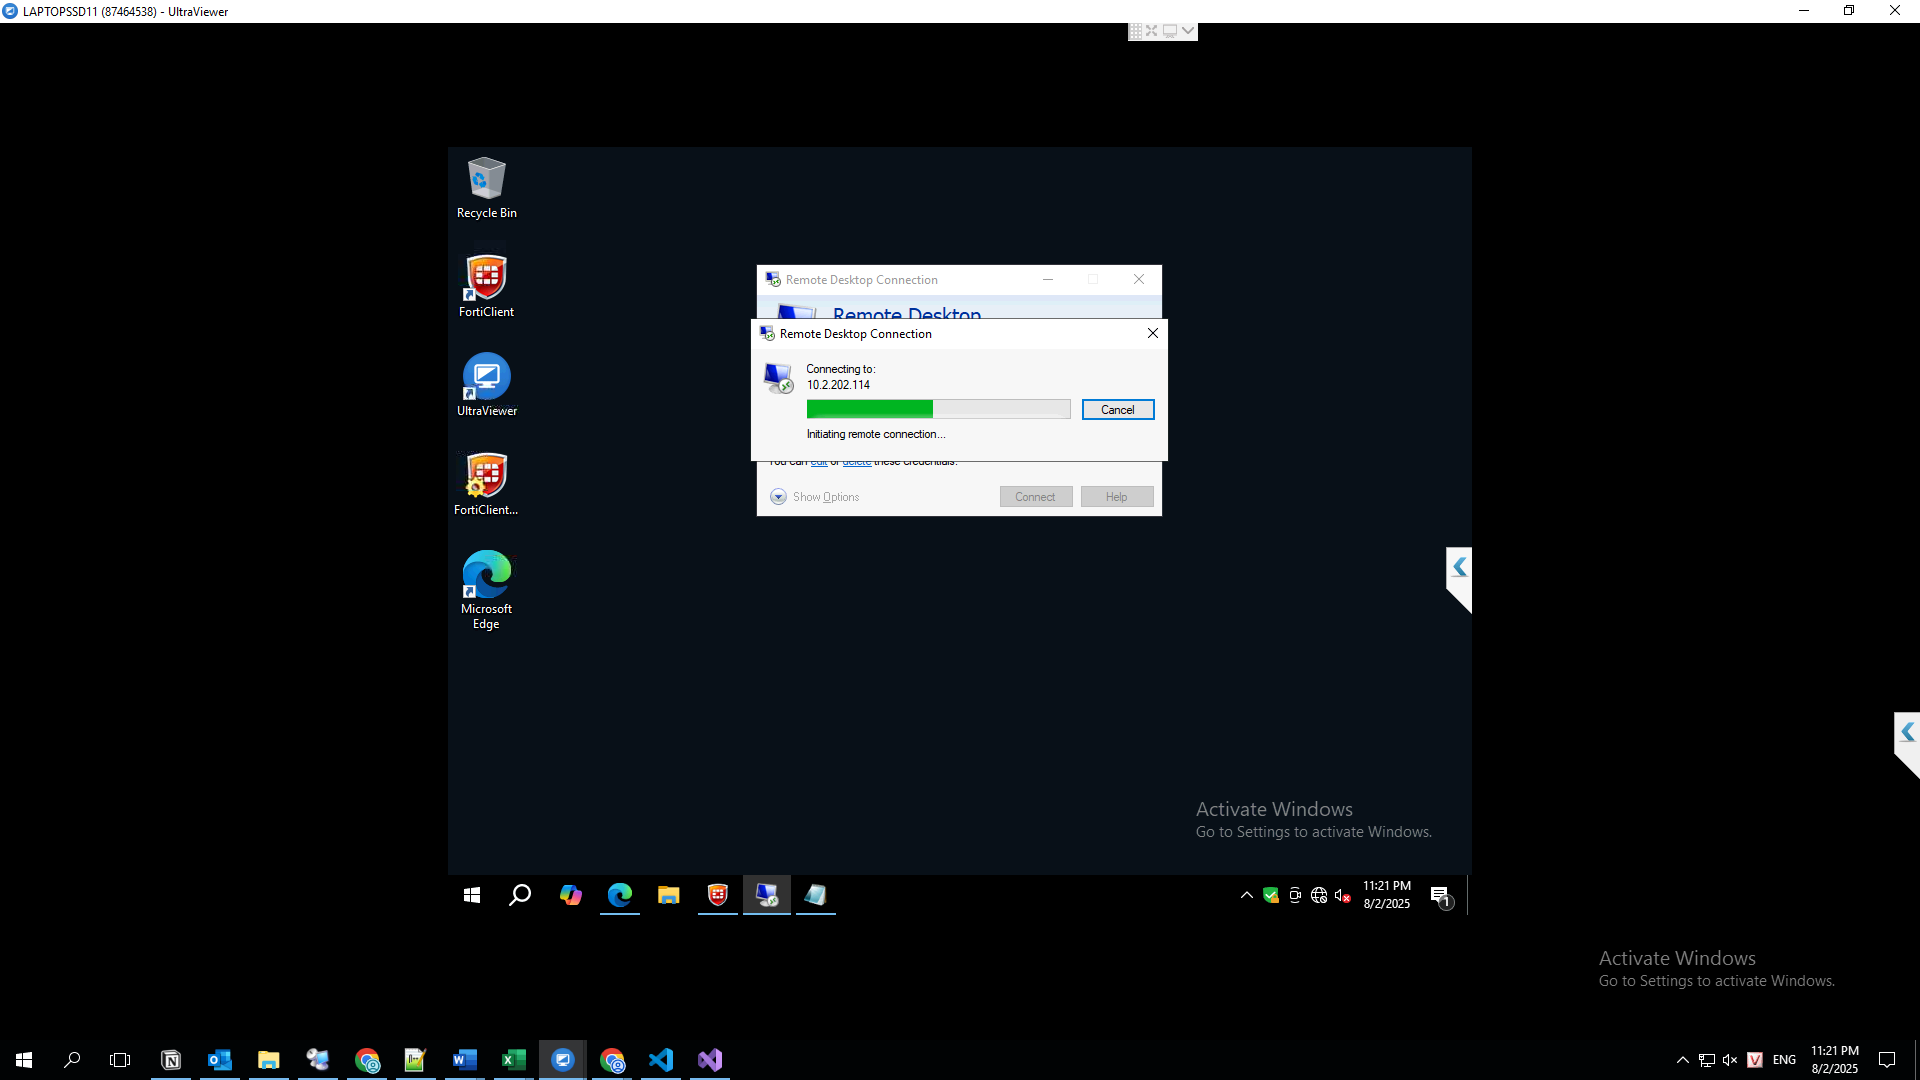 LAPTOPSSD11 (87464538) - UltraViewer
Recycle Bin
FortiClient
UltraViewer
FortiClient...
Microsoft
Edge
Remote Desktop Connection
Remote Desktop
Remote Desktop Connection
Connecting to:
10.2.202.114
Cancel
Initiating remote connection...
You can edit or delete these credentials.
Show Options
Connect
Help
Activate Windows
Go to Settings to activate Windows.
11:21 PM
8/2/2025
1
Activate Windows
Go to Settings to activate Windows.
ENG
11:21 PM
8/2/2025